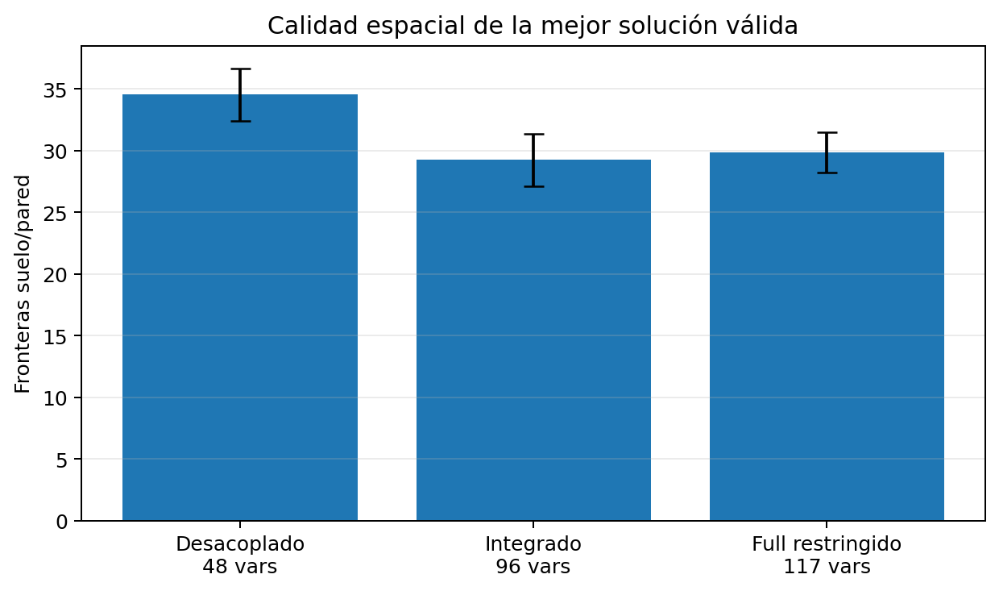 Calidad espacial de la mejor solución válida
Fronteras suelo/pared
35
30
25
20
15
10
5
0
Desacoplado
48 vars
Integrado
96 vars
Full restringido
117 vars